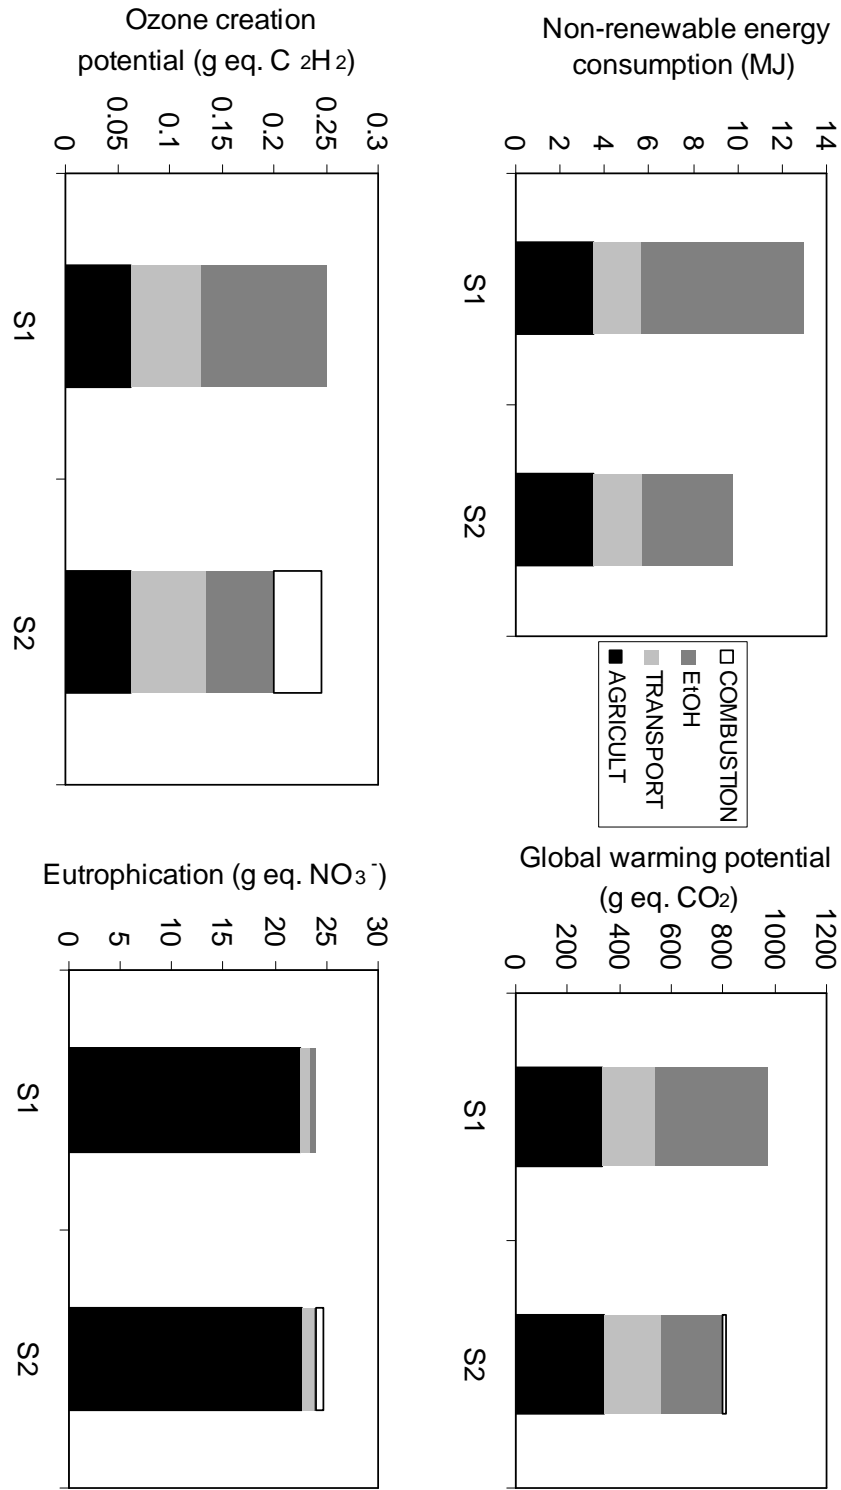 Ozone creation
potential (g eq. C 2H 2)
0 0.05 0.1 0.15 0.2 0.25 0.3
S1
S2
Non-renewable energy
consumption (MJ)
0 2 4 6 8 10 12 14
S1
S2
COMBUSTION
EtOH
TRANSPORT
AGRICULT
Eutrophication (g eq. NO3-)
0 5 10 15 20 25 30
S1
S2
Global warming potential
(g eq. CO2)
0 200 400 600 800 1000 1200
S1
S2